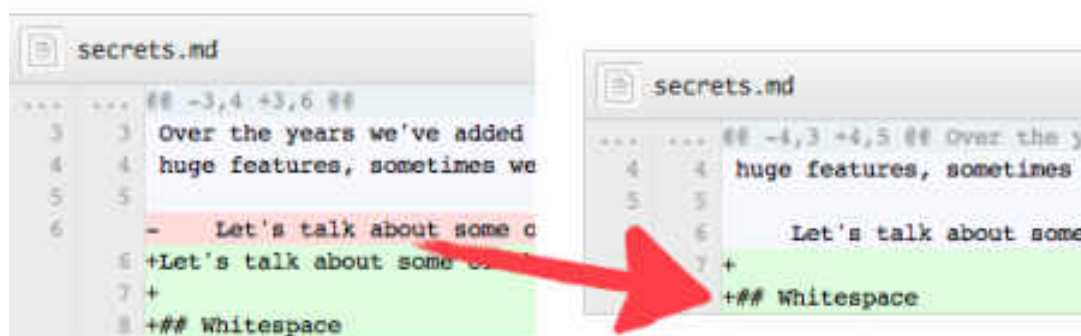 secrets.md
... ... @@ -3,4 +3,6 @@
3 3 Over the years we've added
4 4 huge features, sometimes we
5 5
6 - Let's talk about some o
6 +Let's talk about some
7 +
8 +## Whitespace
secrets.md
... ... @@ -4,3 +4,5 @@ Over the y
4 4 huge features, sometimes
5 5
6 Let's talk about some
7 +
+## Whitespace